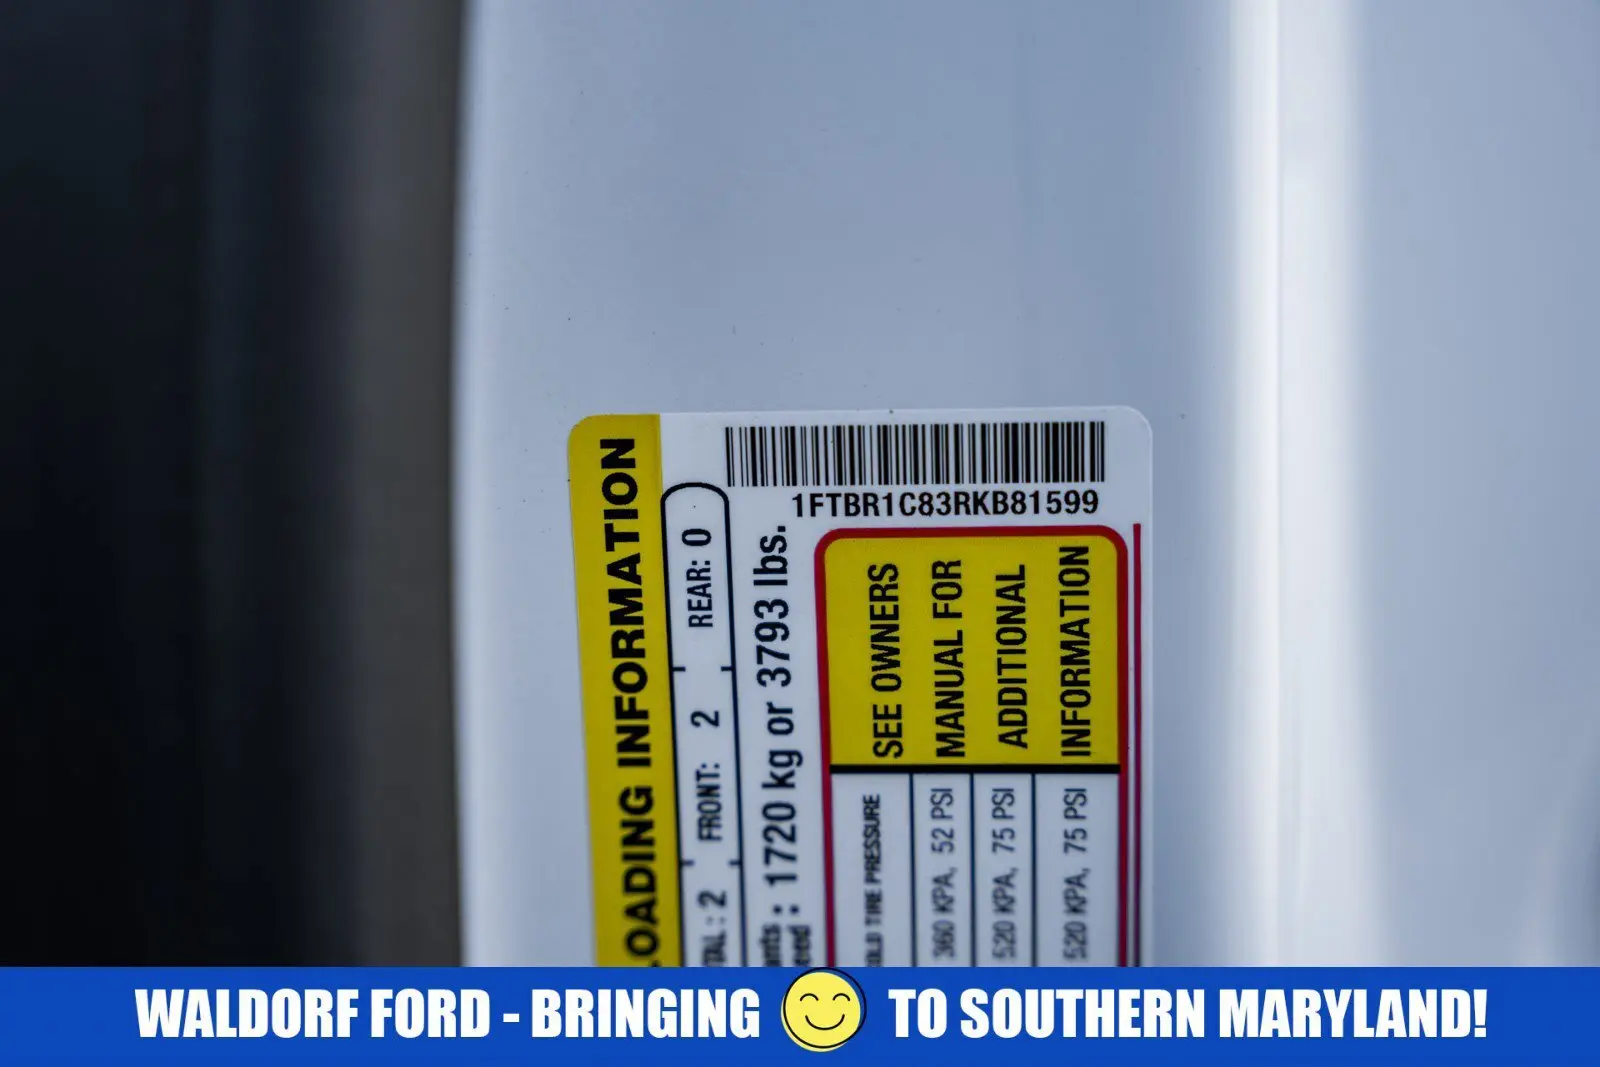 1FTBR1C83RKB81599
LOADING INFORMATION
TOTAL : 2 FRONT: 2 REAR: 0
1720 kg or 3793 lbs.
COLD TIRE PRESSURE
360 KPA, 52 PSI
520 KPA, 75 PSI
520 KPA, 75 PSI
SEE OWNERS
MANUAL FOR
ADDITIONAL
INFORMATION
WALDORF FORD - BRINGING TO SOUTHERN MARYLAND!